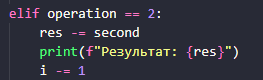 elif operation == 2:
    res -= second
    print(f"Результат: {res}")
    i -= 1